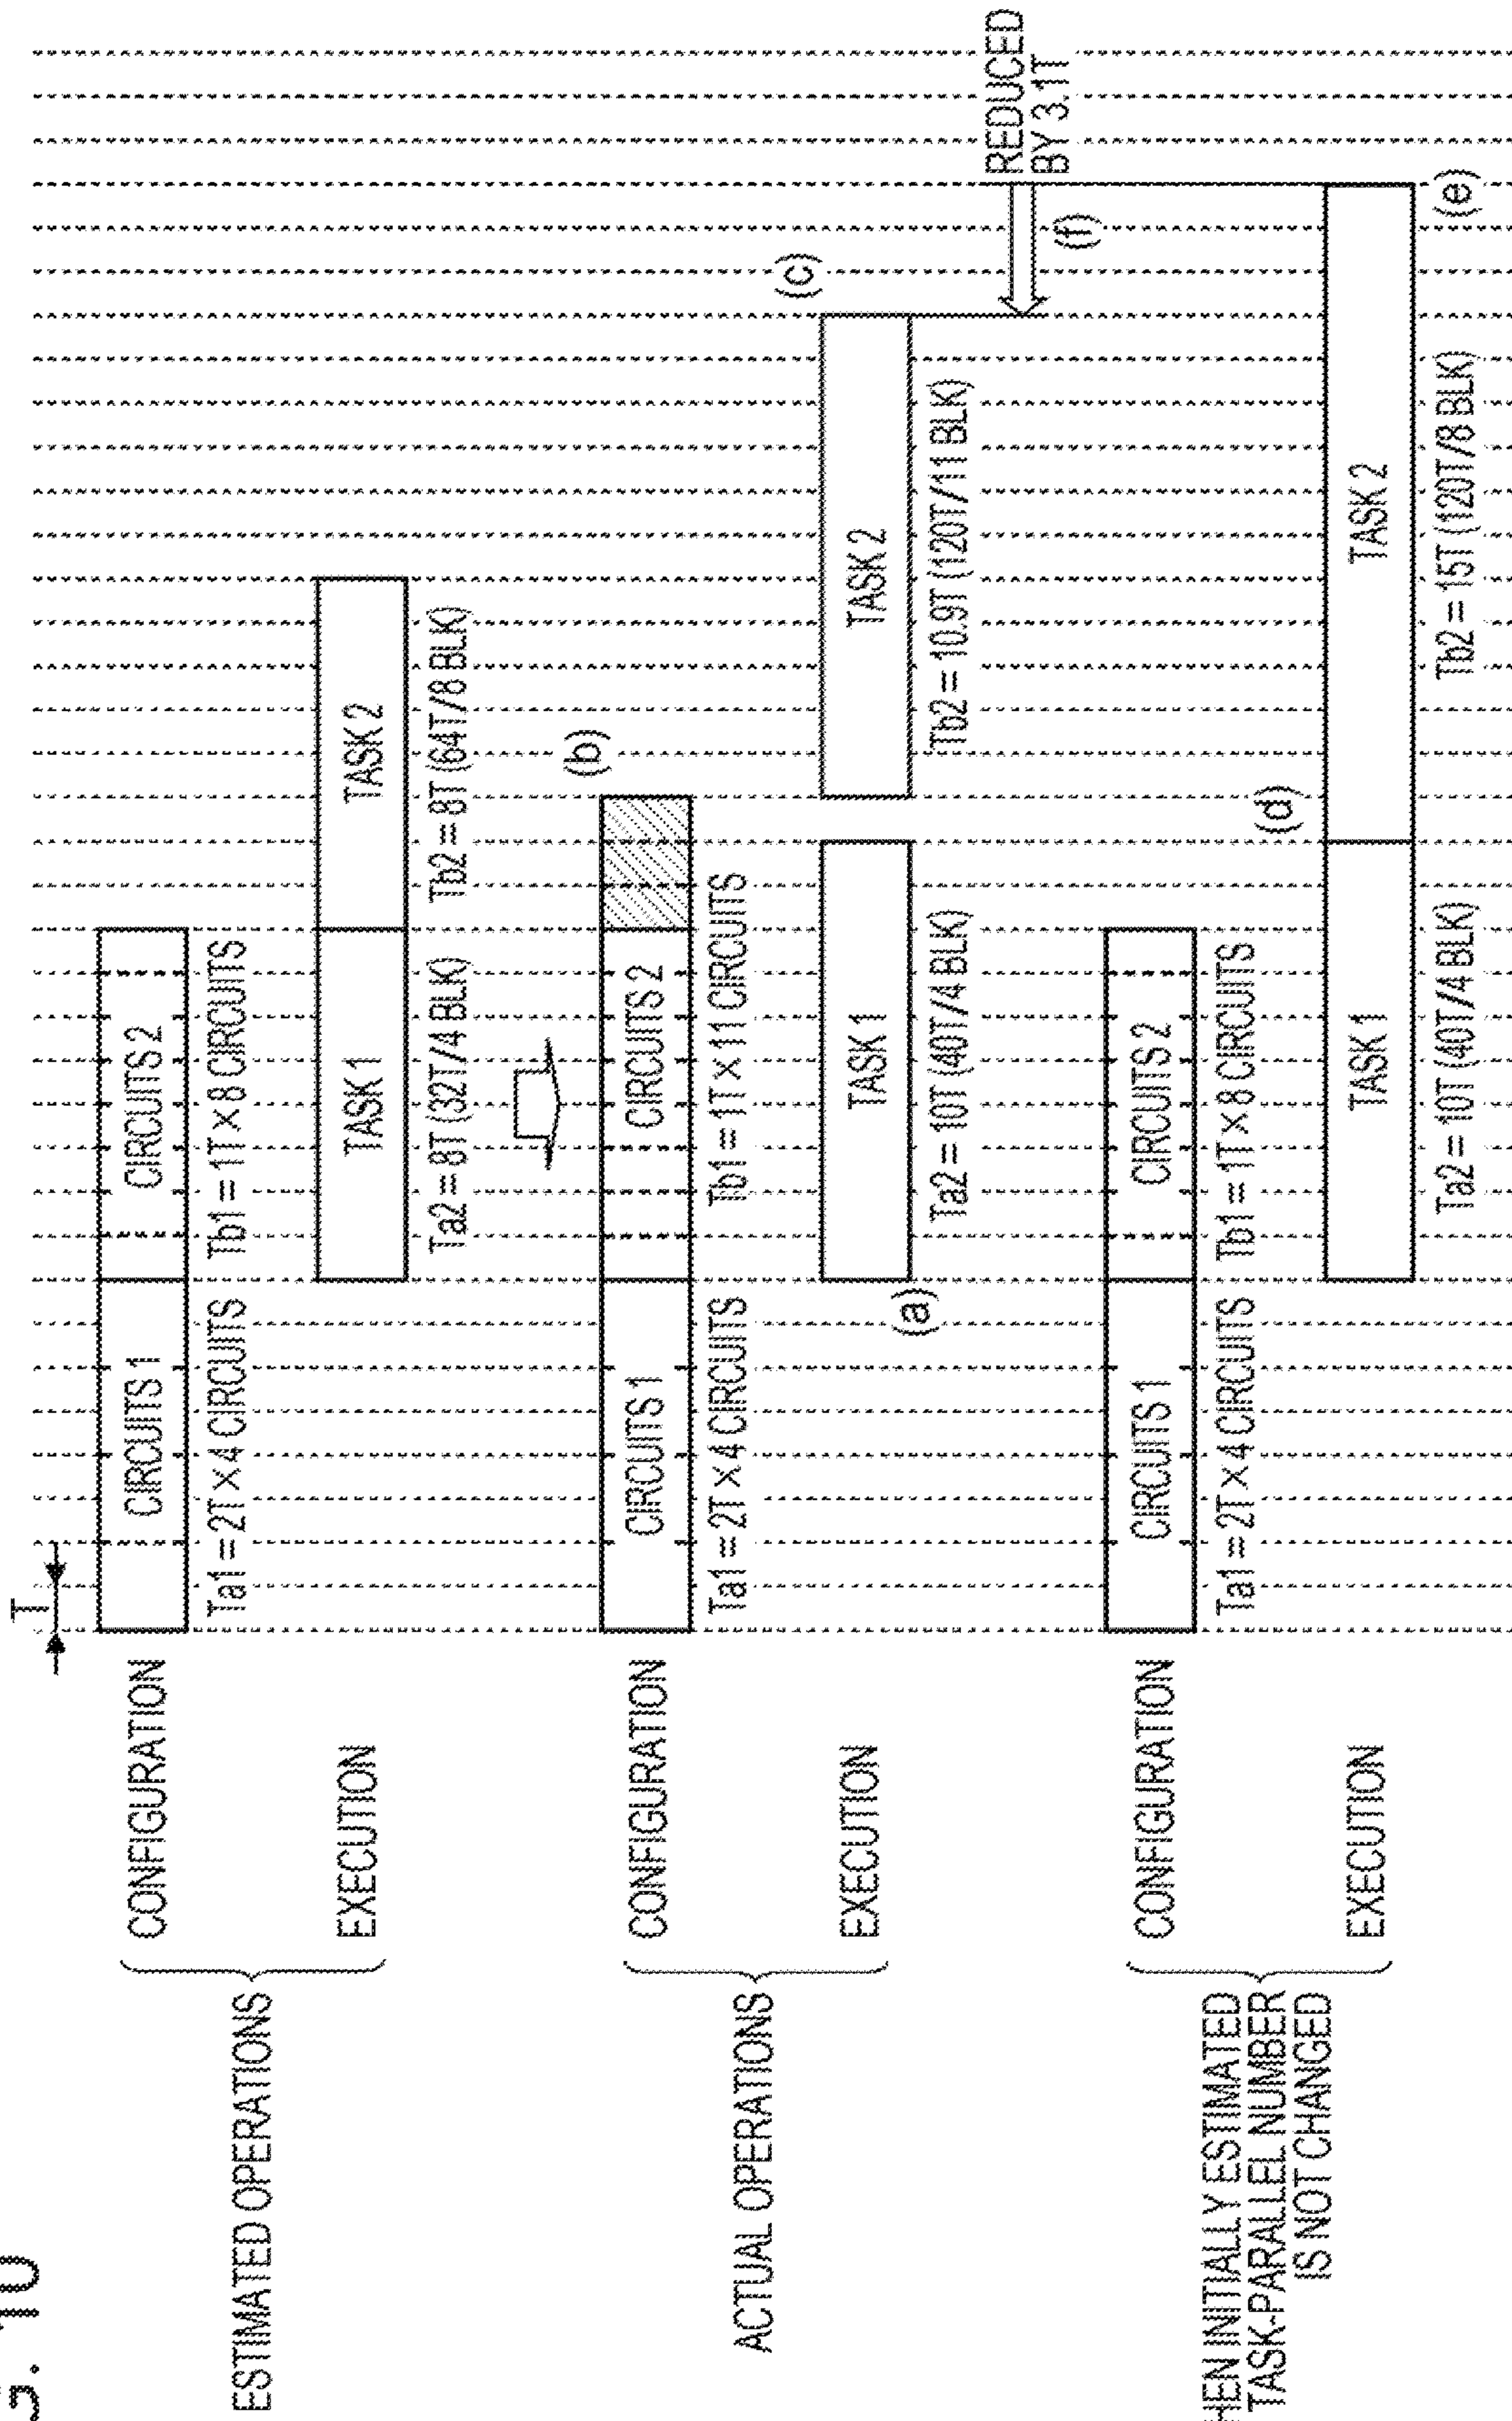 G. 10
T
ESTIMATED OPERATIONS
CONFIGURATION
CIRCUITS 1
CIRCUITS 2
Ta1 = 2T × 4 CIRCUITS
Tb1 = 1T × 8 CIRCUITS
EXECUTION
TASK 1
TASK 2
Ta2 = 8T (32T/4 BLK)
Tb2 = 8T (64T/8 BLK)
ACTUAL OPERATIONS
CONFIGURATION
CIRCUITS 1
CIRCUITS 2
(b)
Ta1 = 2T × 4 CIRCUITS
Tb1 = 1T × 11 CIRCUITS
EXECUTION
TASK 1
TASK 2
(c)
(a)
Ta2 = 10T (40T/4 BLK)
Tb2 = 10.9T (120T/11 BLK)
REDUCED
BY 3.1T
(f)
HEN INITIALLY ESTIMATED
TASK-PARALLEL NUMBER
IS NOT CHANGED
CONFIGURATION
CIRCUITS 1
CIRCUITS 2
Ta1 = 2T × 4 CIRCUITS
Tb1 = 1T × 8 CIRCUITS
(d)
EXECUTION
TASK 1
TASK 2
Ta2 = 10T (40T/4 BLK)
Tb2 = 15T (120T/8 BLK)
(e)